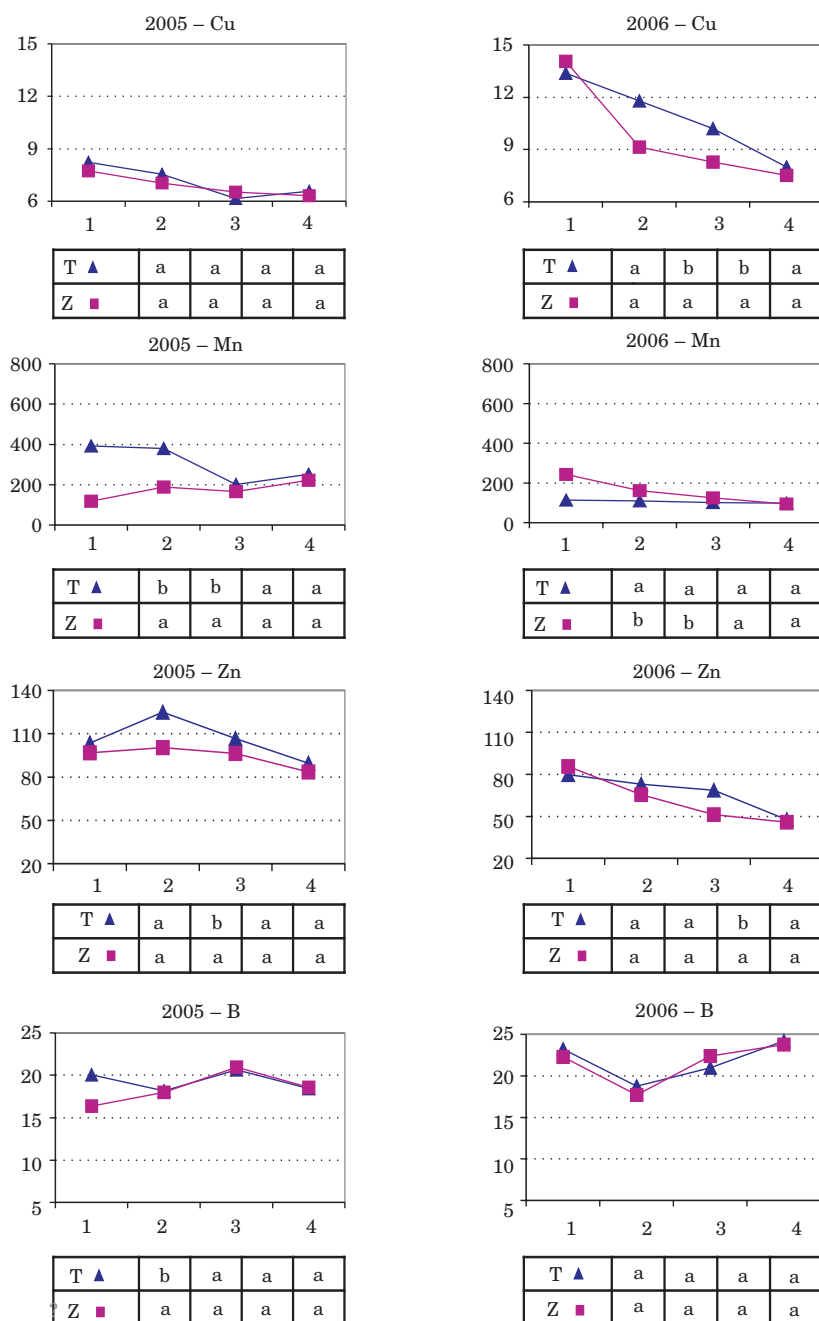 2005 – Cu
15
12
9
6
1 2 3 4
T a a a a
Z a a a a
2006 – Cu
15
12
9
6
1 2 3 4
T a b b a
Z a a a a
2005 – Mn
800
600
400
200
0
1 2 3 4
T b b a a
Z a a a a
2006 – Mn
800
600
400
200
0
1 2 3 4
T a a a a
Z b b a a
2005 – Zn
140
110
80
50
20
1 2 3 4
T a b a a
Z a a a a
2006 – Zn
140
110
80
50
20
1 2 3 4
T a a b a
Z a a a a
2005 – B
25
20
15
10
5
1 2 3 4
T b a a a
Z a a a a
2006 – B
25
20
15
10
5
1 2 3 4
T a a a a
Z a a a a